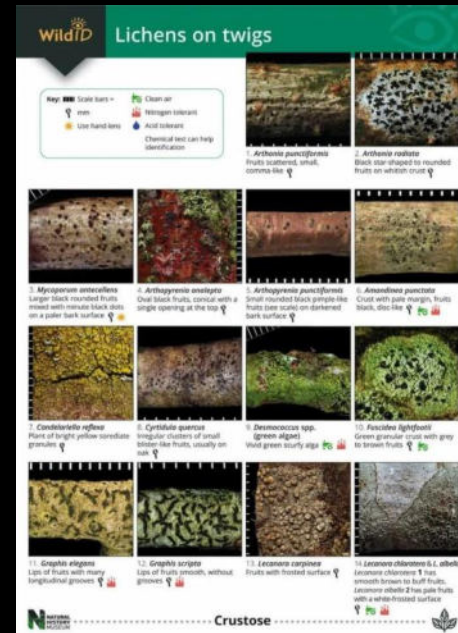 WildID
Lichens on twigs
Key: Scale bars =
mm
Use hand-lens
Clean air
Nitrogen tolerant
Acid tolerant
Chemical test can help
identification
1. Arthonia punctiformis
Fruits scattered, small,
comma-like
2. Arthonia radiata
Black star-shaped to rounded
fruits on whitish crust
3. Mycoporum antecellens
Larger black rounded fruits
mixed with minute black dots
on a paler bark surface
4. Arthopyrenia analepta
Oval black fruits, conical with a
single opening at the top
5. Arthopyrenia punctiformis
Small rounded black pimple-like
fruits (see scale) on darkened
bark surface
6. Amandinea punctata
Crust with pale margin, fruits
black, disc-like
7. Candelariella reflexa
Plant of bright yellow sorediate
granules
8. Cyrtidula quercus
Irregular clusters of small
blister-like fruits, usually on
oak
9. Desmococcus spp.
(green algae)
Vivid green scurfy alga
10. Fuscidea lightfootii
Green granular crust with grey
to brown fruits
11. Graphis elegans
Lips of fruits with many
longitudinal grooves
12. Graphis scripta
Lips of fruits smooth, without
grooves
13. Lecanora carpinea
Fruits with frosted surface
14. Lecanora chlarotera & L. albella
Lecanora chlarotera 1 has
smooth brown to buff fruits.
Lecanora albella 2 has pale fruits
with a white-frosted surface
N NATURAL
HISTORY
MUSEUM
Crustose